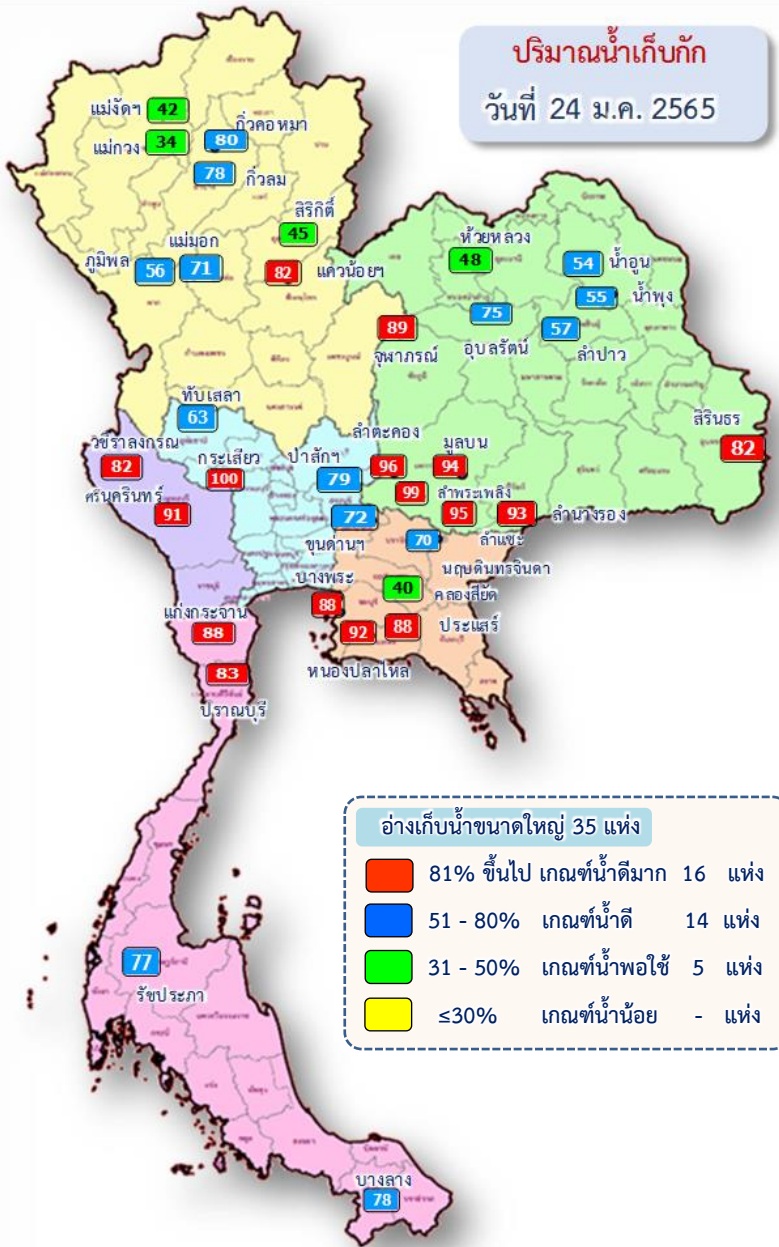 ปริมาณน้ำเก็บกัก
วันที่ 24 ม.ค. 2565
แม่งัดฯ 42
แม่กวง 34
กิ่วคอหมา
80
78 กิ่วลม
สิริกิติ์
45
แม่มอก
ภูมิพล 56 71
82 แควน้อยฯ
ห้วยหลวง
48
54 น้ำอูน
55 น้ำพุง
75
อุบลรัตน์
57
ลำปาว
89
จุฬาภรณ์
สิรินธร
82
ทับเสลา
63
วชิราลงกรณ
82
กระเสียว
100
ศรีนครินทร์
91
ป่าสักฯ
79
72
ขุนด่านฯ
ลำตะคอง
96
มูลบน
94
99
ลำพระเพลิง
95
ลำแชะ
93 ลำนางรอง
70
นฤบดินทรจินดา
40 คลองสียัด
บางพระ
88
92
หนองปลาไหล
88 ประแสร์
แก่งกระจาน
88
83
ปราณบุรี
77
รัชประภา
บางลาง
78
อ่างเก็บน้ำขนาดใหญ่ 35 แห่ง
81% ขึ้นไป เกณฑ์น้ำดีมาก 16 แห่ง
51 - 80% เกณฑ์น้ำดี 14 แห่ง
31 - 50% เกณฑ์น้ำพอใช้ 5 แห่ง
≤30% เกณฑ์น้ำน้อย - แห่ง